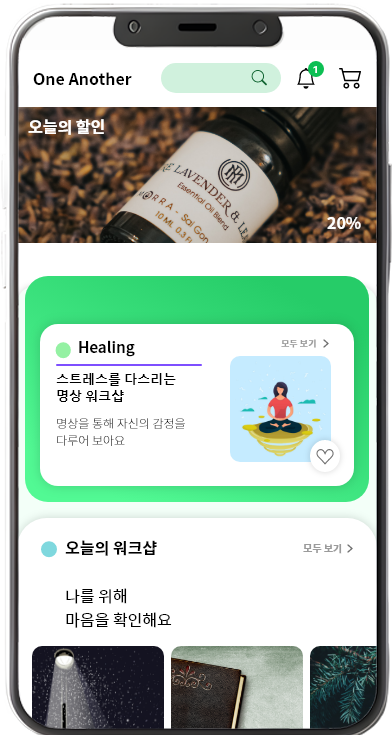 One Another
1
오늘의 할인
LAVENDER &
Essential Oil Blend
RRA - Sai Gon
10 ML 0.3 F
20%
Healing
모두 보기
스트레스를 다스리는
명상 워크샵
명상을 통해 자신의 감정을
다루어 보아요
오늘의 워크샵
모두 보기
나를 위해
마음을 확인해요